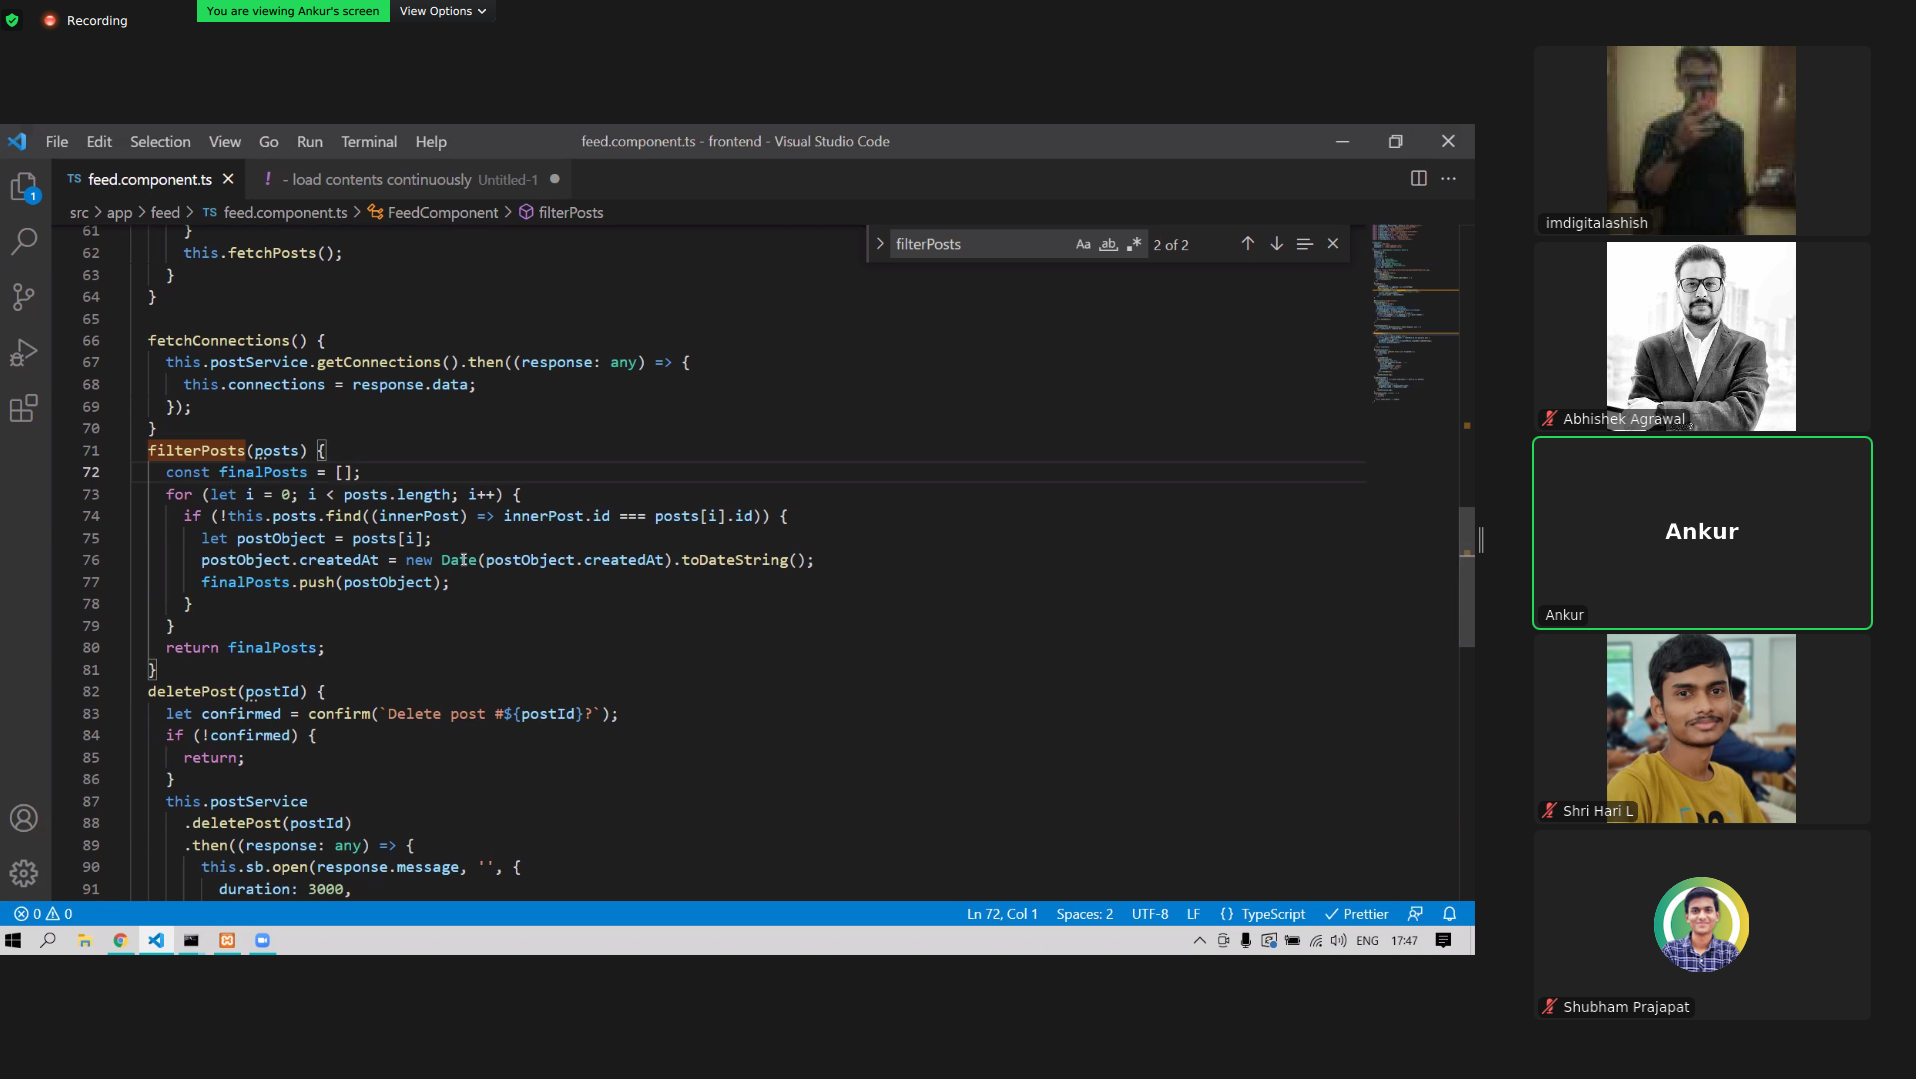 Recording
You are viewing Ankur's screen
View Options
File Edit Selection View Go Run Terminal Help
feed.component.ts - frontend - Visual Studio Code
1
TS feed.component.ts
! - load contents continuously Untitled-1
src > app > feed > TS feed.component.ts > FeedComponent > filterPosts
filterPosts
Aa ab .* 2 of 2
61 }
62 this.fetchPosts();
63 }
64 }
65
66 fetchConnections() {
67 this.postService.getConnections().then((response: any) => {
68 this.connections = response.data;
69 });
70 }
71 filterPosts(posts) {
72 const finalPosts = [];
73 for (let i = 0; i < posts.length; i++) {
74 if (!this.posts.find((innerPost) => innerPost.id === posts[i].id)) {
75 let postObject = posts[i];
76 postObject.createdAt = new Date(postObject.createdAt).toDateString();
77 finalPosts.push(postObject);
78 }
79 }
80 return finalPosts;
81 }
82 deletePost(postId) {
83 let confirmed = confirm(`Delete post #${postId}?`);
84 if (!confirmed) {
85 return;
86 }
87 this.postService
88 .deletePost(postId)
89 .then((response: any) => {
90 this.sb.open(response.message, '', {
91 duration: 3000,
0 0
Ln 72, Col 1 Spaces: 2 UTF-8 LF {} TypeScript Prettier
ENG 17:47
imdigitalashish
Abhishek Agrawal
Ankur
Ankur
Shri Hari L
Shubham Prajapat